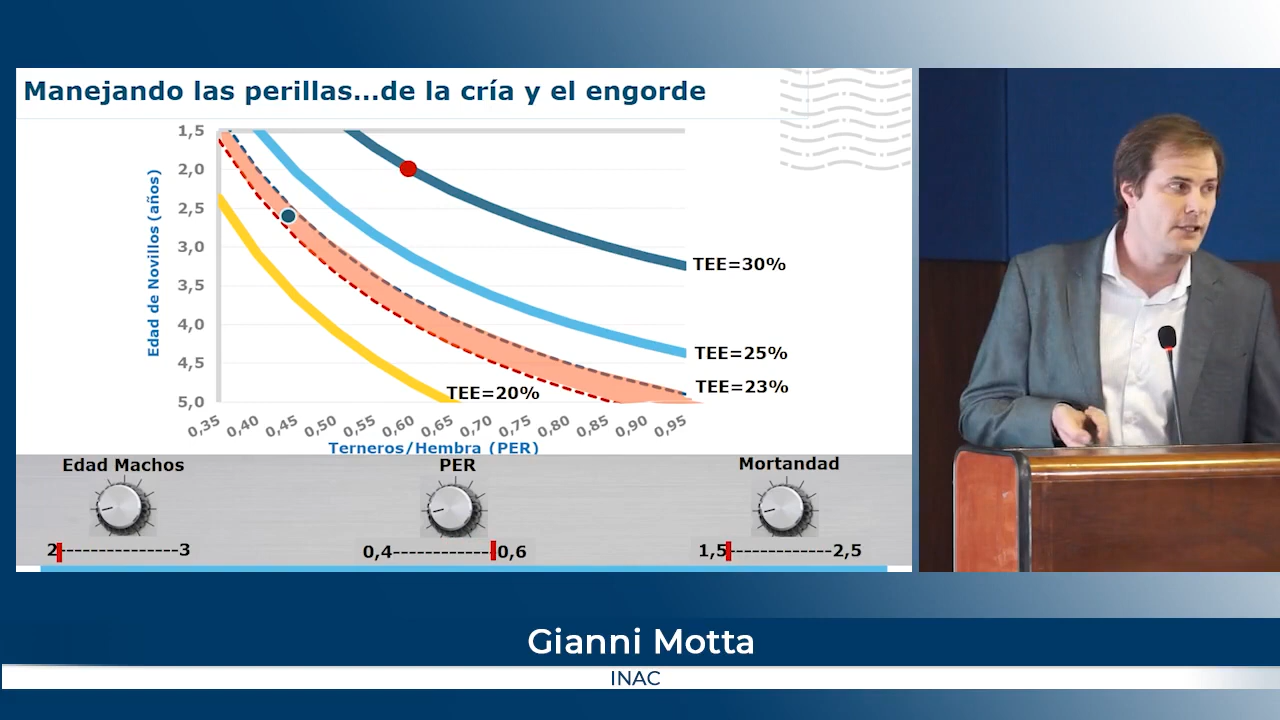 Manejando las perillas...de la cría y el engorde
1,5
2,0
2,5
3,0
3,5
4,0
4,5
5,0
Edad de Novillos (años)
0,35 0,40 0,45 0,50 0,55 0,60 0,65 0,70 0,75 0,80 0,85 0,90 0,95
Terneros/Hembra (PER)
TEE=30%
TEE=25%
TEE=23%
TEE=20%
Edad Machos
2--------------3
PER
0,4------------0,6
Mortandad
1,5------------2,5
Gianni Motta
INAC